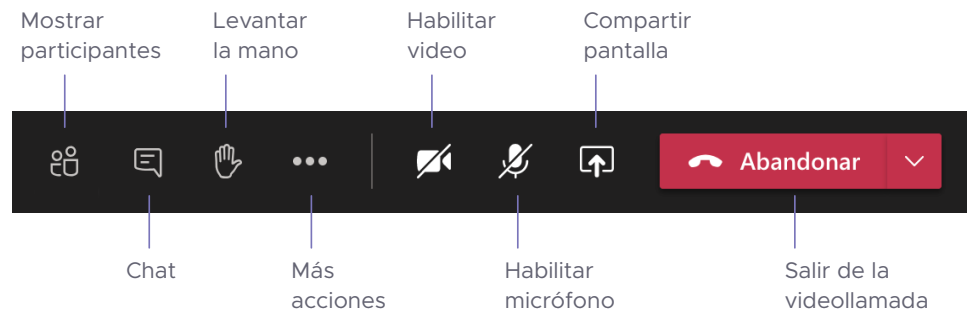 Mostrar
participantes
Levantar
la mano
Habilitar
video
Compartir
pantalla
Abandonar
Chat
Más
acciones
Habilitar
micrófono
Salir de la
videollamada